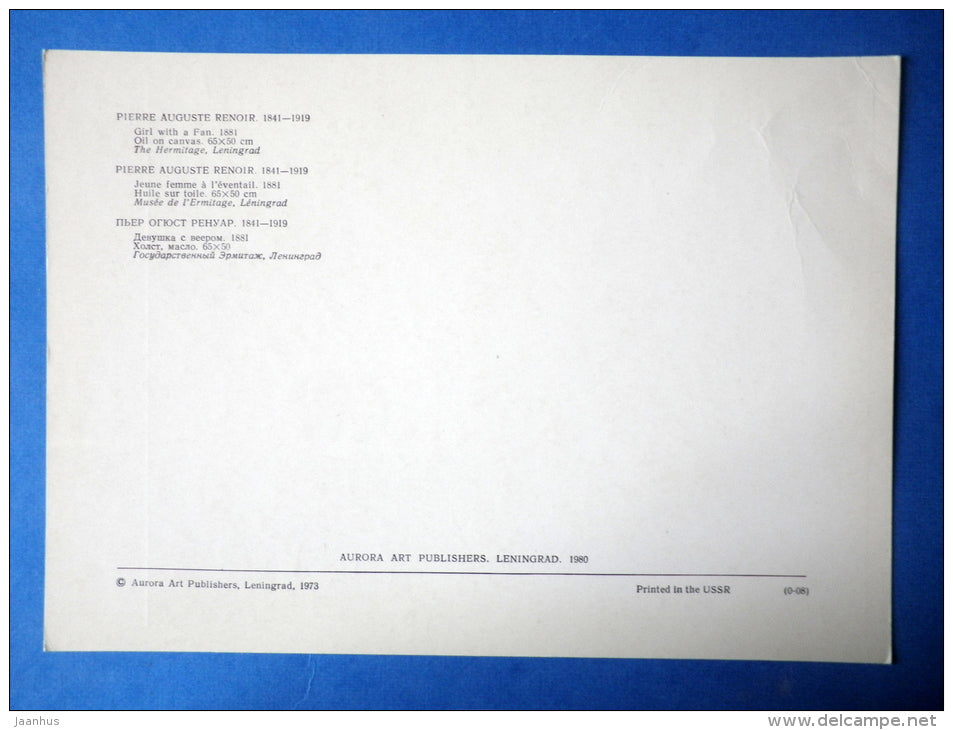 PIERRE AUGUSTE RENOIR. 1841—1919
Girl with a Fan. 1881
Oil on canvas. 65×50 cm
The Hermitage, Leningrad
PIERRE AUGUSTE RENOIR. 1841—1919
Jeune femme à l'éventail. 1881
Huile sur toile. 65×50 cm
Musée de l'Ermitage, Léningrad
ПЬЕР ОГЮСТ РЕНУАР. 1841—1919
Девушка с веером. 1881
Холст, масло. 65×50
Государственный Эрмитаж, Ленинград
AURORA ART PUBLISHERS. LENINGRAD. 1980
© Aurora Art Publishers, Leningrad, 1973
Printed in the USSR (0-08)
jaanhus
www.delcampe.net